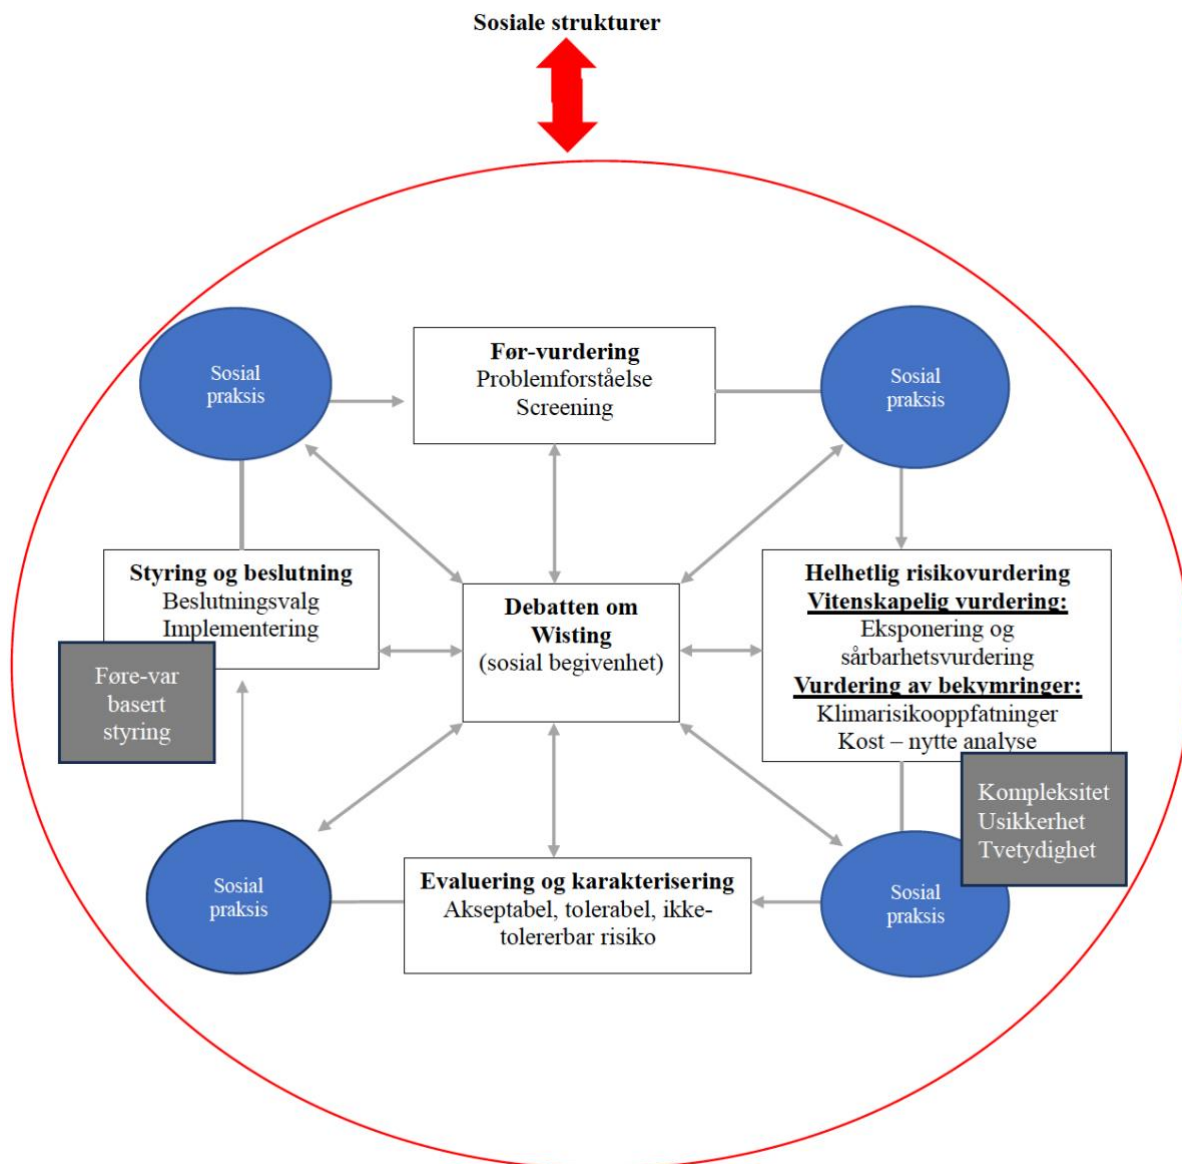 Sosiale strukturer
Sosial
praksis
Før-vurdering
Problemforståelse
Screening
Sosial
praksis
Styring og beslutning
Beslutningsvalg
Implementering
Føre-var
basert
styring
Debatten om
Wisting
(sosial begivenhet)
Helhetlig risikovurdering
Vitenskapelig vurdering:
Eksponering og
sårbarhetsvurdering
Vurdering av bekymringer:
Klimarisikooppfatninger
Kost – nytte analyse
Kompleksitet
Usikkerhet
Tvetydighet
Sosial
praksis
Evaluering og karakterisering
Akseptabel, tolerabel, ikke-
tolererbar risiko
Sosial
praksis